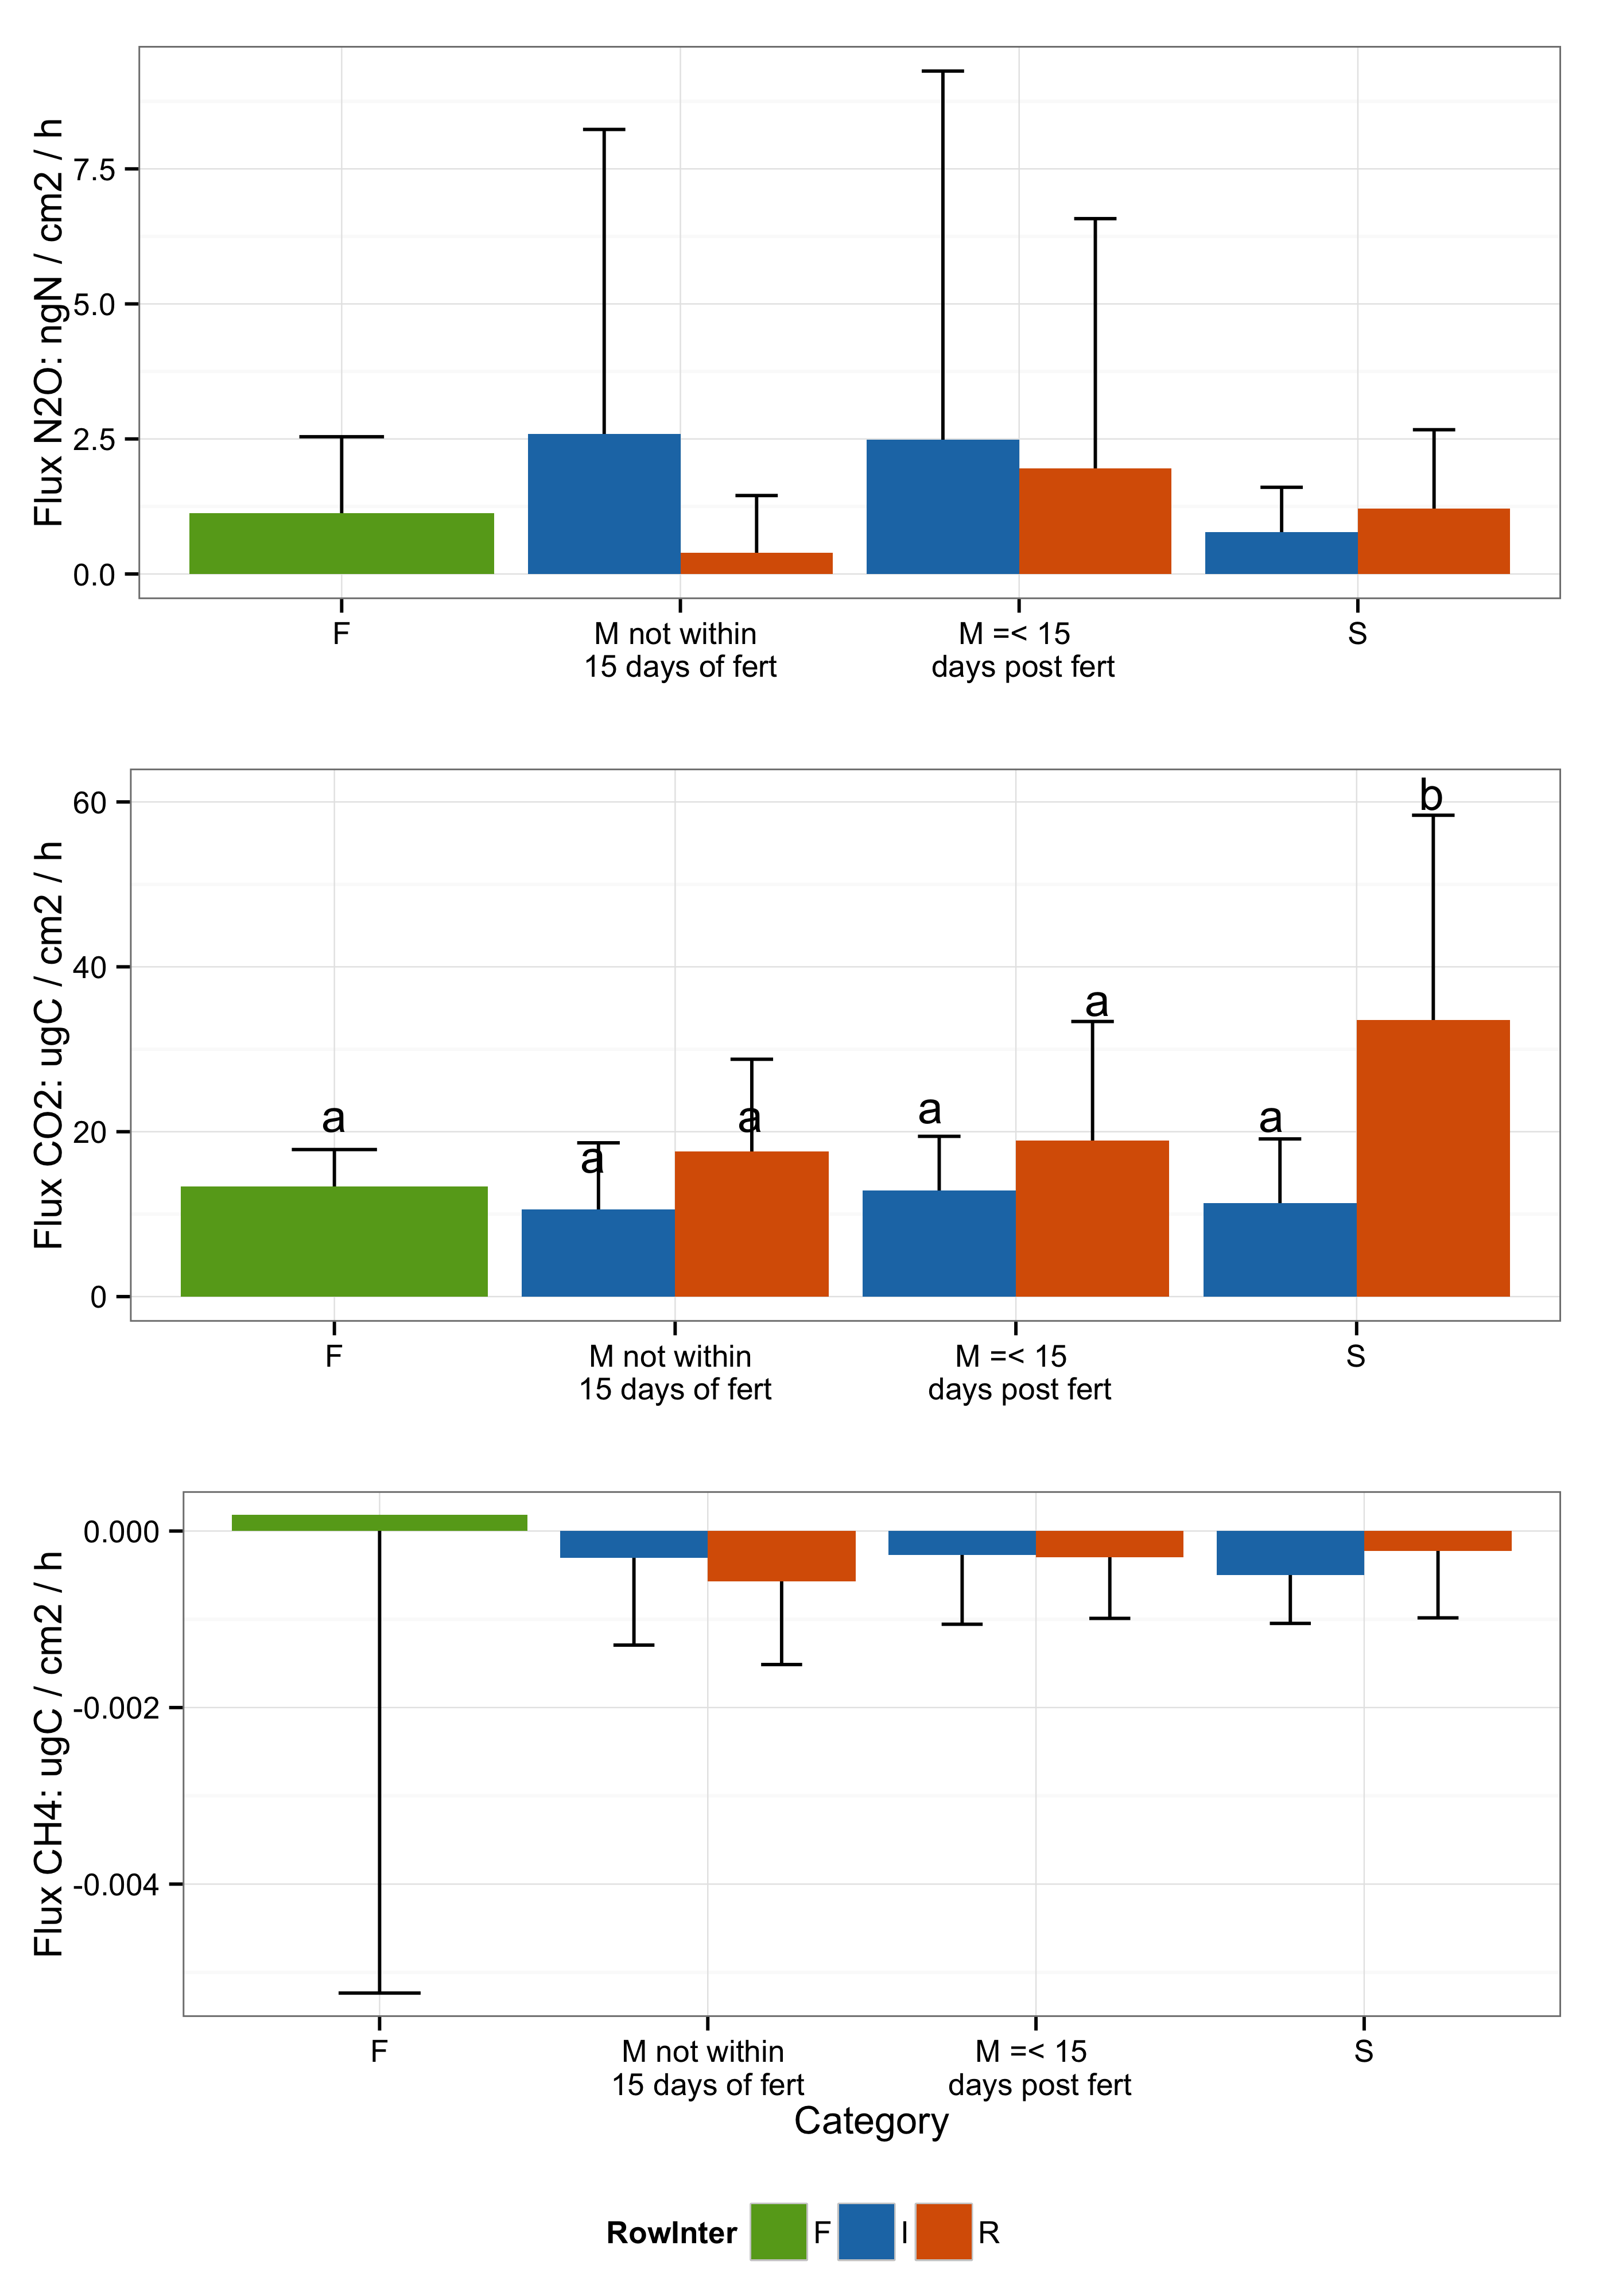 Flux N2O: ngN / cm2 / h
7.5
5.0
2.5
0.0
F
M not within
15 days of fert
M =< 15
days post fert
S
Flux CO2: ugC / cm2 / h
60
40
20
0
a
a
a
a
a
a
b
F
M not within
15 days of fert
M =< 15
days post fert
S
Flux CH4: ugC / cm2 / h
0.000
-0.002
-0.004
F
M not within
15 days of fert
M =< 15
days post fert
S
Category
RowInter F I R